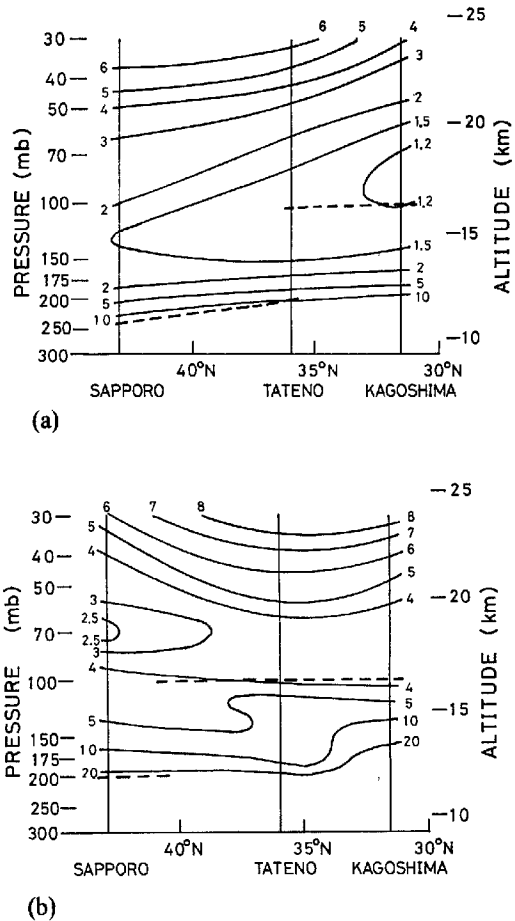 6 5 4 —25
30— 3
6
40—
5
4
50— 2
3 1,5 —20
70— 1,2
100— 2 1,2
150— 1,5 —15
175— 2 2
200— 5 5
10 10
250—
300— —10
PRESSURE (mb)
ALTITUDE (km)
40°N 35°N 30°N
SAPPORO TATENO KAGOSHIMA
(a)
6 7 8 —25
30— 8
5 7
4 6
40—
50— 5
3 4 —20
2.5
70— 2.5
3
4
100— 4
5 —15
5 10
150— 10 20
175— 20
200—
250— —10
300—
PRESSURE (mb)
ALTITUDE (km)
40°N 35°N 30°N
SAPPORO TATENO KAGOSHIMA
(b)